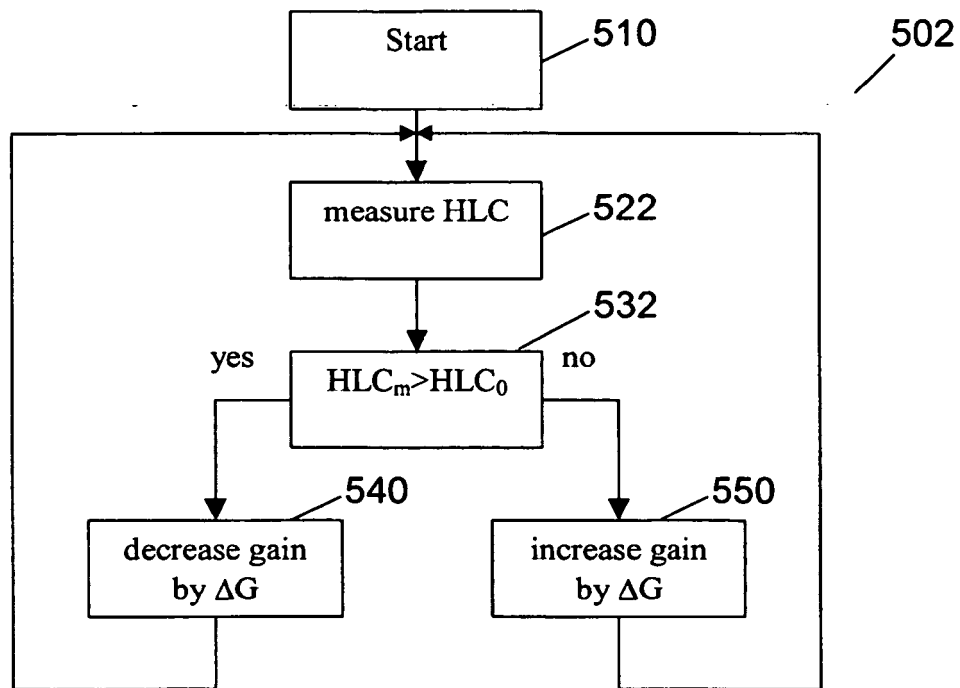 Start
510
502
measure HLC
522
532
yes
no
HLCₘ>HLC₀
540
550
decrease gain
by ΔG
increase gain
by ΔG